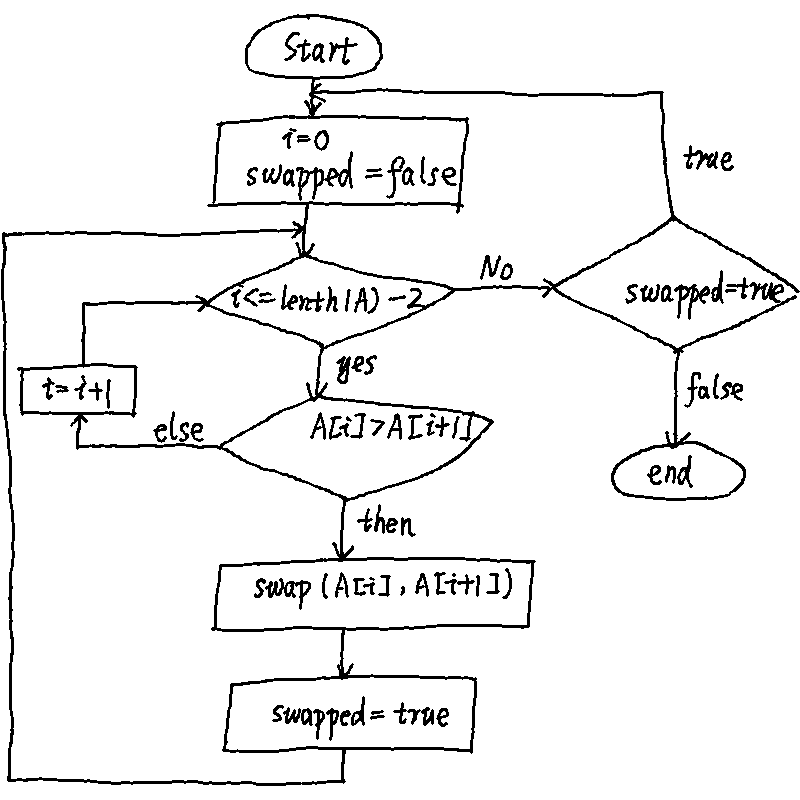 Start
i=0
swapped =false
true
i<=lenth(A) -2
No
swapped=true
yes
i=i+1
false
A[i]>A[i+1]
else
end
then
swap (A[i], A[i+1])
swapped= true